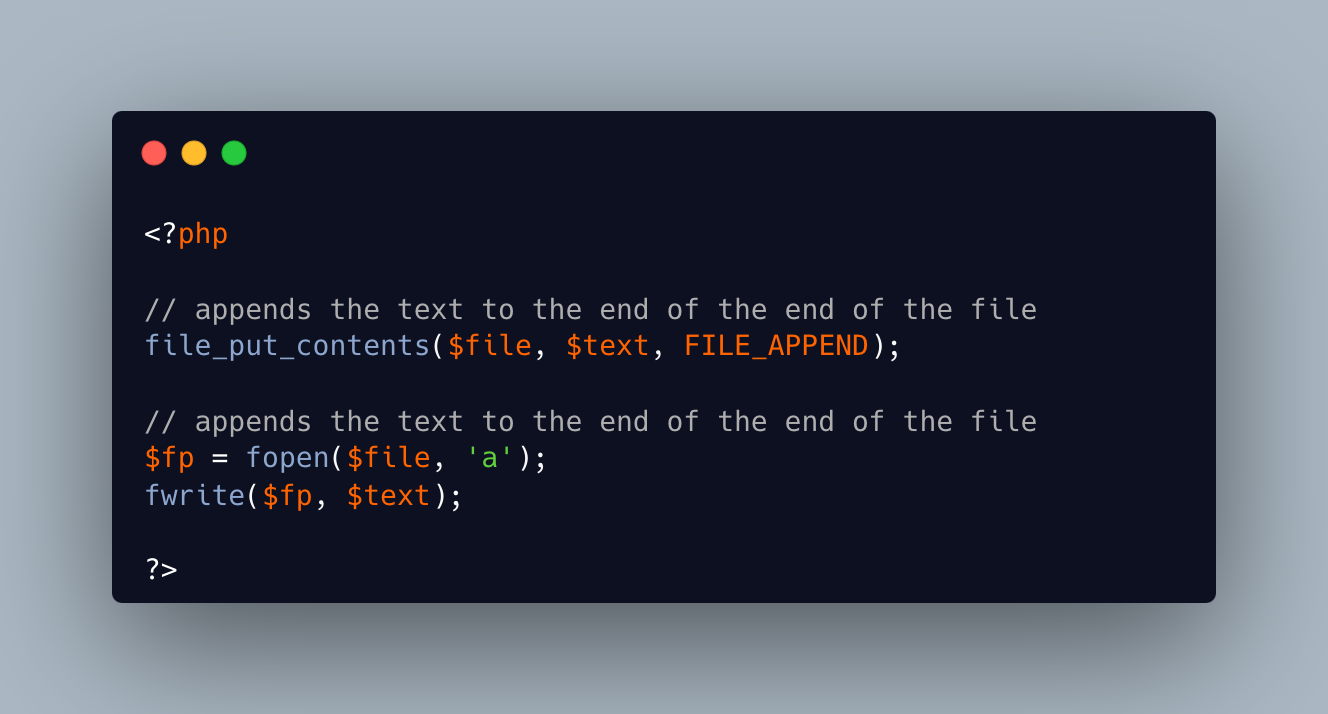 <?php
// appends the text to the end of the end of the file
file_put_contents($file, $text, FILE_APPEND);
// appends the text to the end of the end of the file
$fp = fopen($file, 'a');
fwrite($fp, $text);
?>